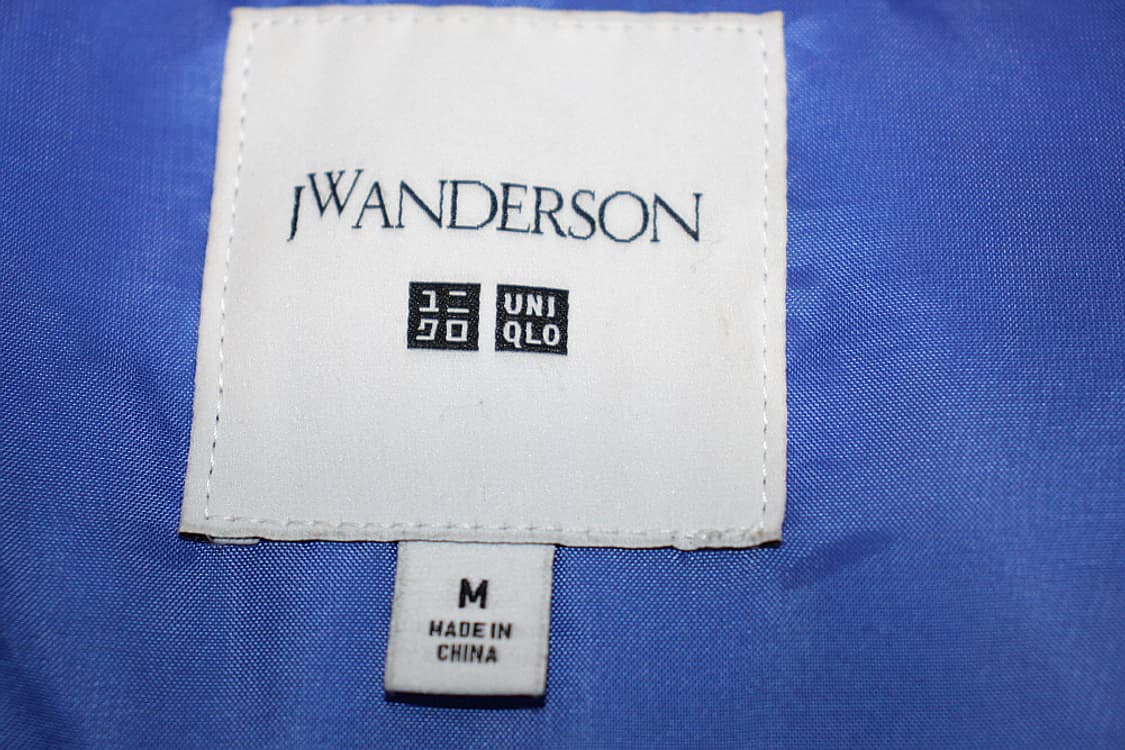 JWANDERSON
ユニ
クロ
UNI
QLO
M
MADE IN
CHINA